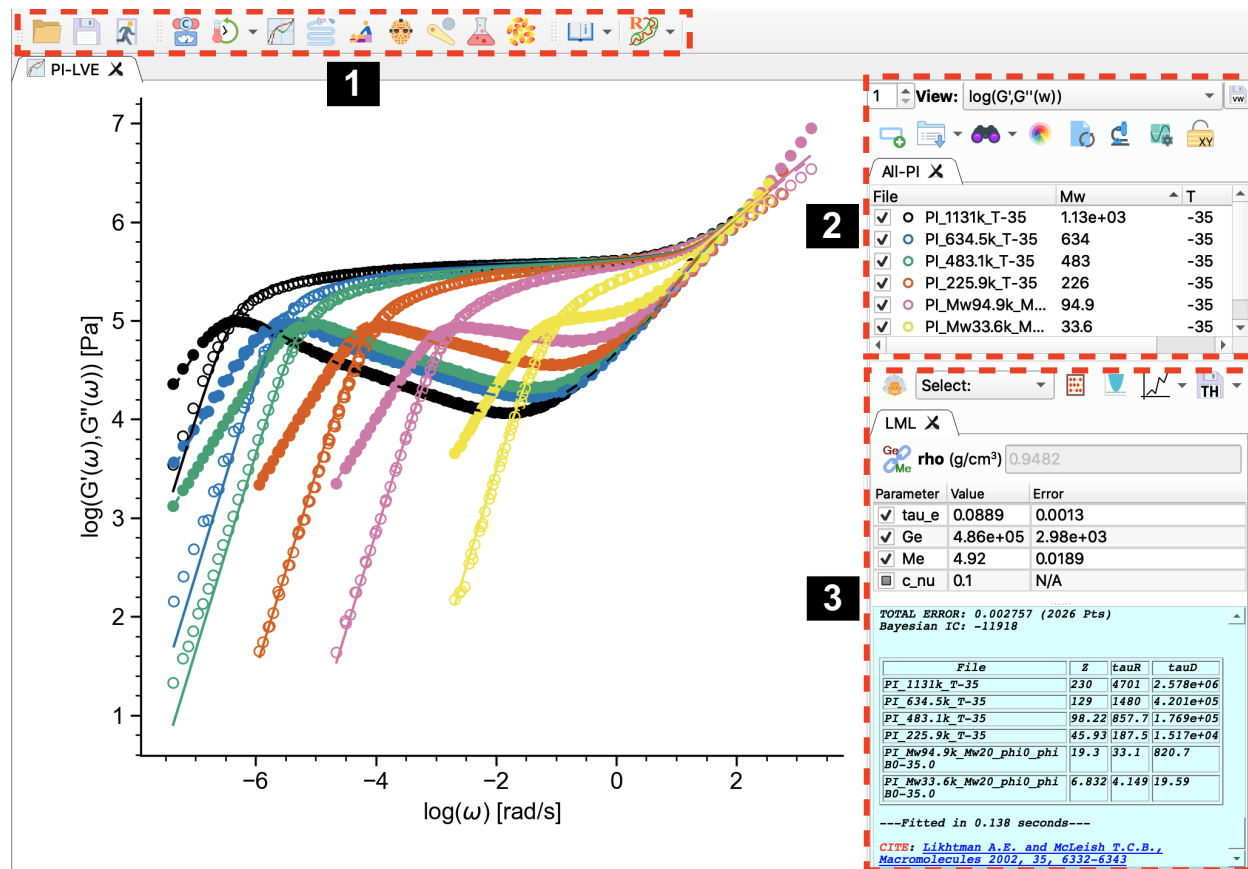 C
R
PI-LVE
1
1 View: log(G',G''(w))
VW
XY
All-PI
File Mw T
PI_1131k_T-35 1.13e+03 -35
PI_634.5k_T-35 634 -35
PI_483.1k_T-35 483 -35
PI_225.9k_T-35 226 -35
PI_Mw94.9k_M... 94.9 -35
PI_Mw33.6k_M... 33.6 -35
2
Select:
TH
LML
Ge
Me
rho (g/cm³) 0.9482
Parameter Value Error
tau_e 0.0889 0.0013
Ge 4.86e+05 2.98e+03
Me 4.92 0.0189
c_nu 0.1 N/A
3
TOTAL ERROR: 0.002757 (2026 Pts)
Bayesian IC: -11918
File Z tauR tauD
PI_1131k_T-35 230 4701 2.578e+06
PI_634.5k_T-35 129 1480 4.201e+05
PI_483.1k_T-35 98.22 857.7 1.769e+05
PI_225.9k_T-35 45.93 187.5 1.517e+04
PI_Mw94.9k_Mw20_phi0_phi 19.3 33.1 820.7
B0-35.0
PI_Mw33.6k_Mw20_phi0_phi 6.832 4.149 19.59
B0-35.0
---Fitted in 0.138 seconds---
CITE: Likhtman A.E. and McLeish T.C.B.,
Macromolecules 2002, 35, 6332-6343
log(G'(ω),G''(ω)) [Pa]
7
6
5
4
3
2
1
−6 −4 −2 0 2
log(ω) [rad/s]